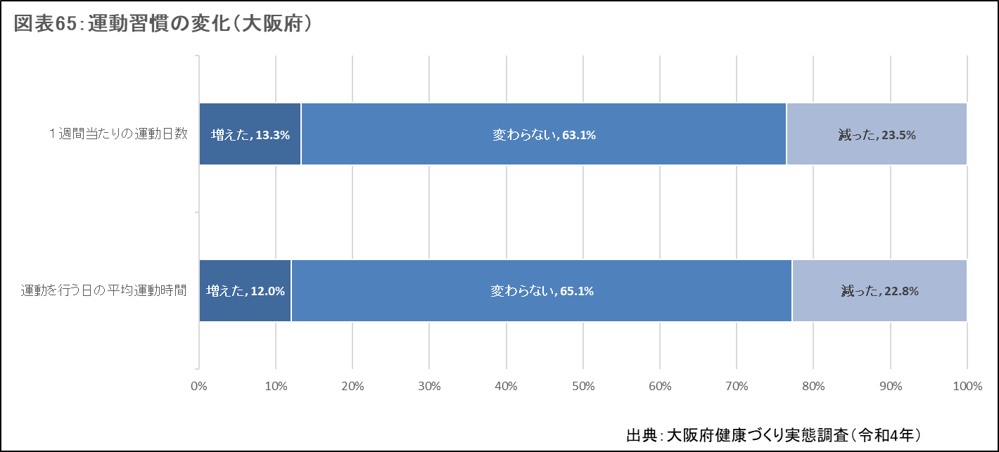 図表65：運動習慣の変化（大阪府）
１週間当たりの運動日数
増えた, 13.3%
変わらない, 63.1%
減った, 23.5%
運動を行う日の平均運動時間
増えた, 12.0%
変わらない, 65.1%
減った, 22.8%
0% 10% 20% 30% 40% 50% 60% 70% 80% 90% 100%
出典：大阪府健康づくり実態調査（令和4年）